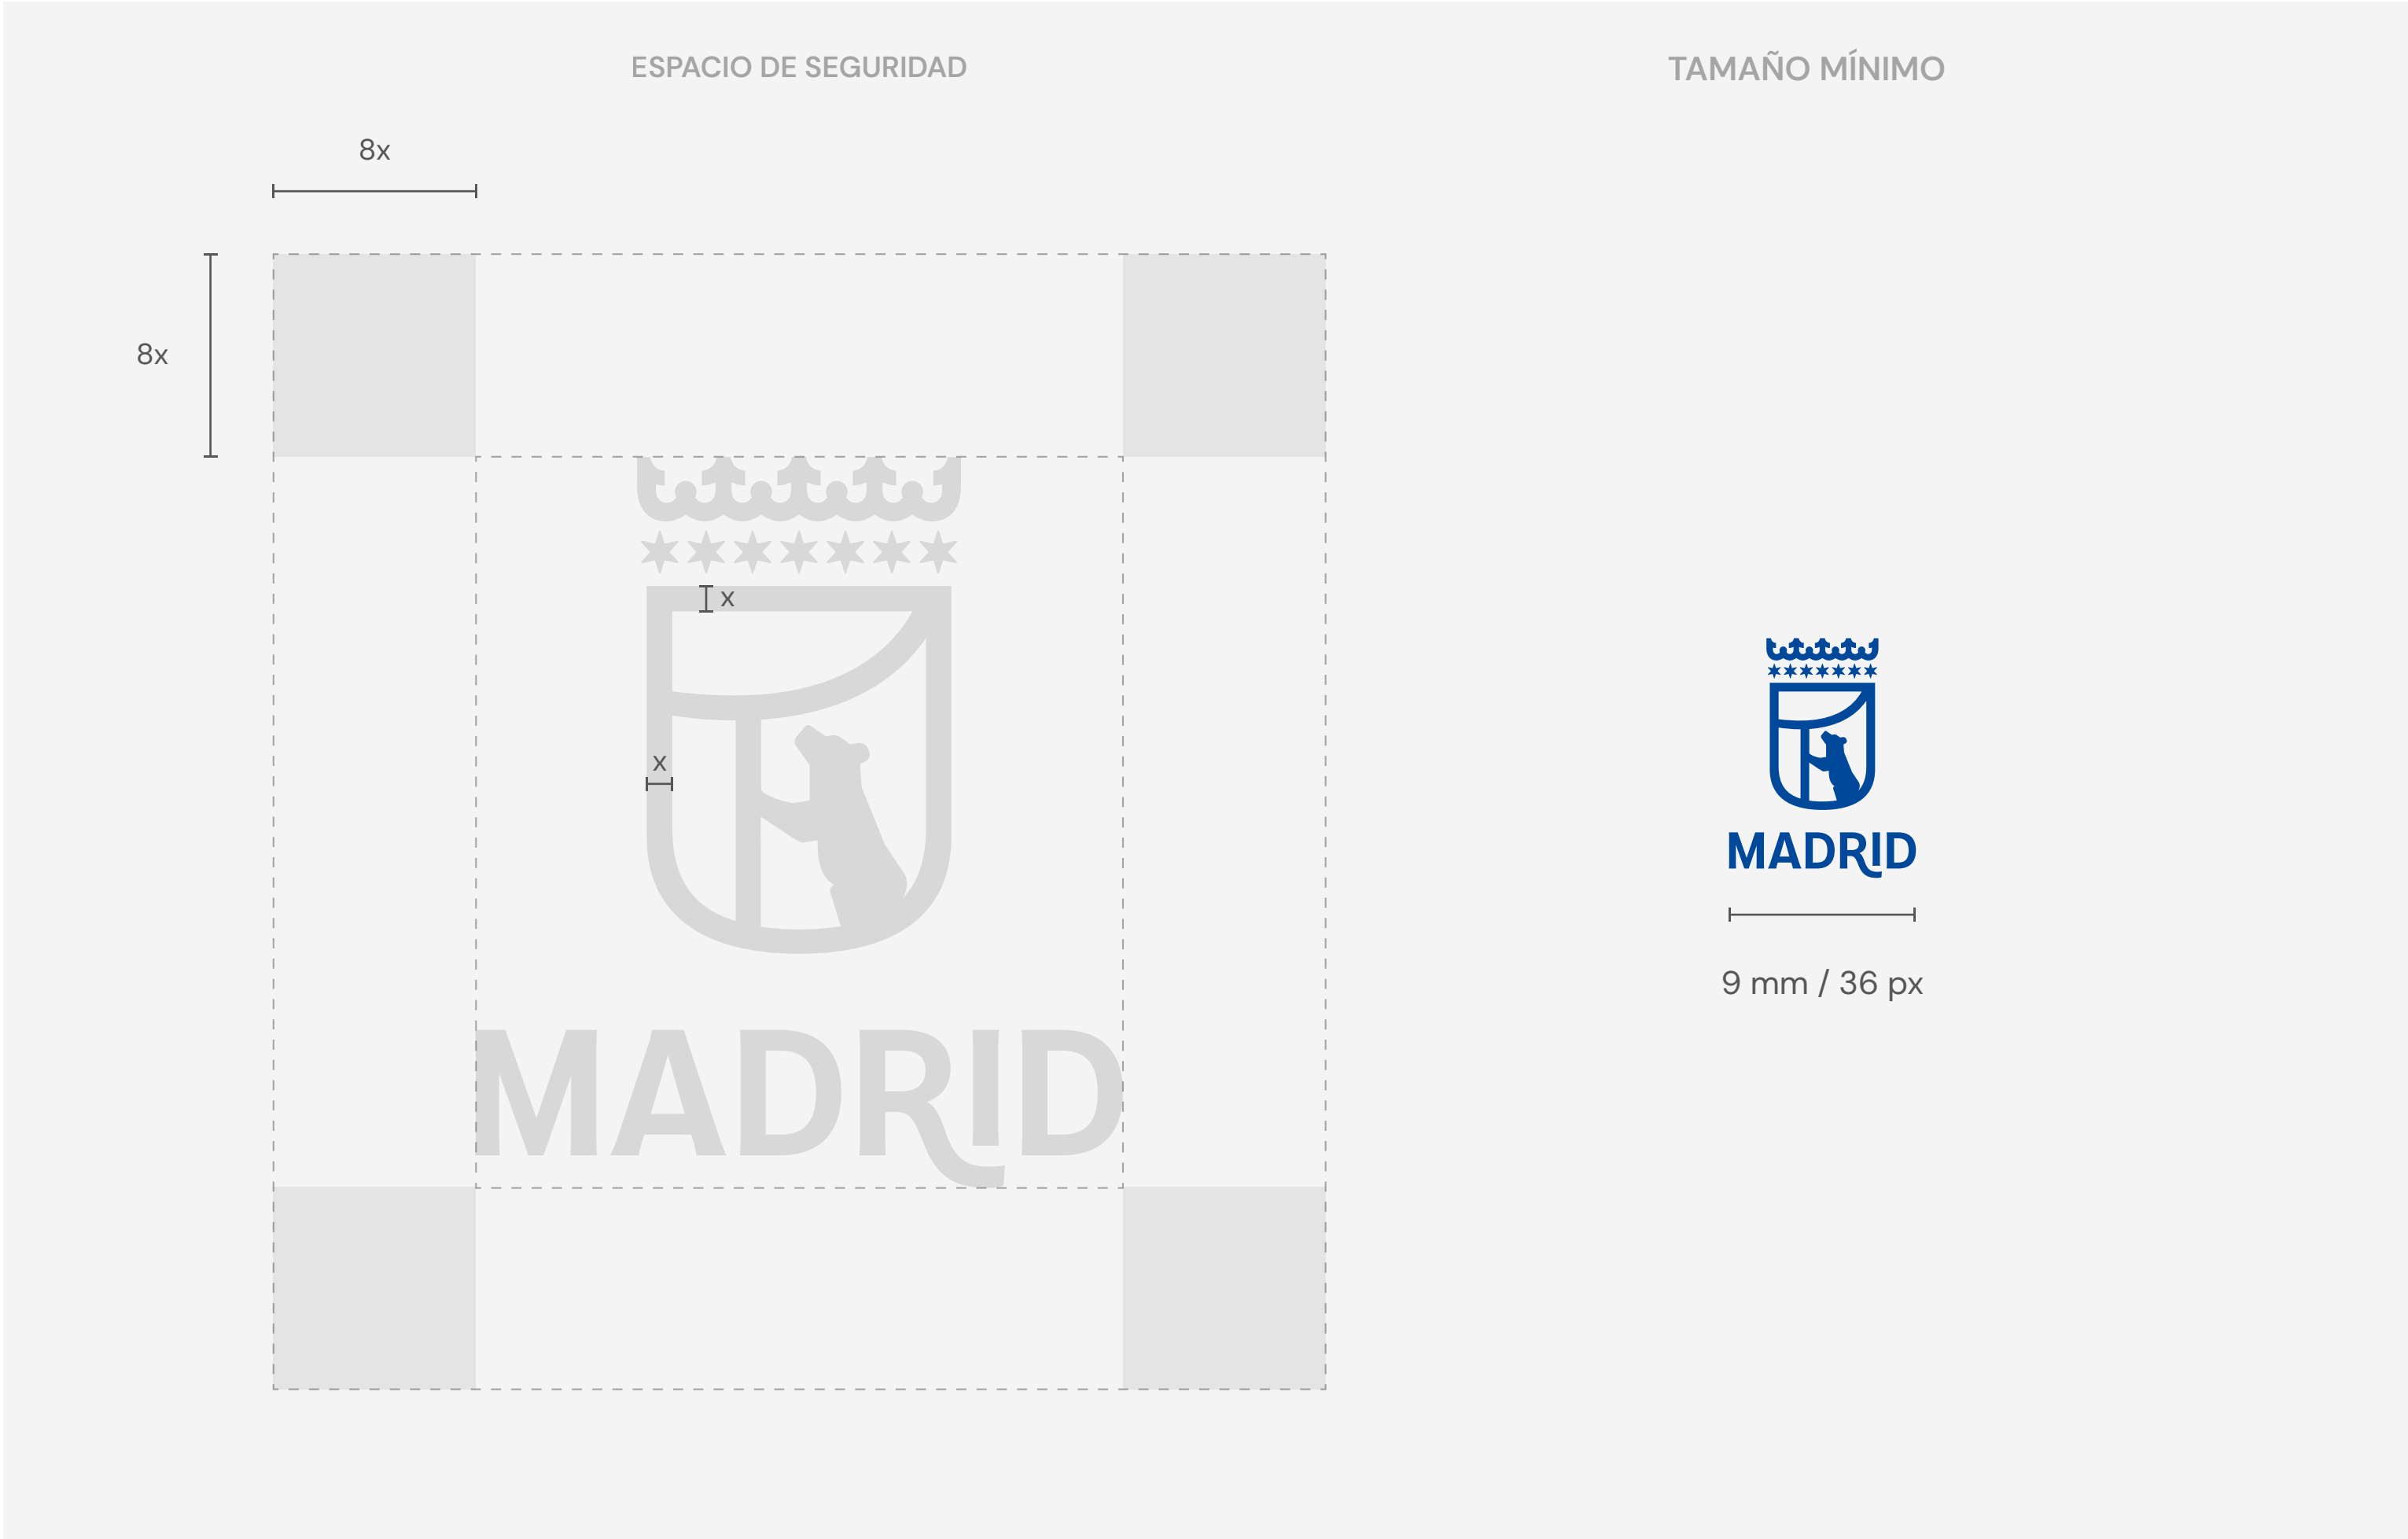 ESPACIO DE SEGURIDAD
TAMAÑO MÍNIMO
8x
8x
x
x
MADRID
MADRID
9 mm / 36 px